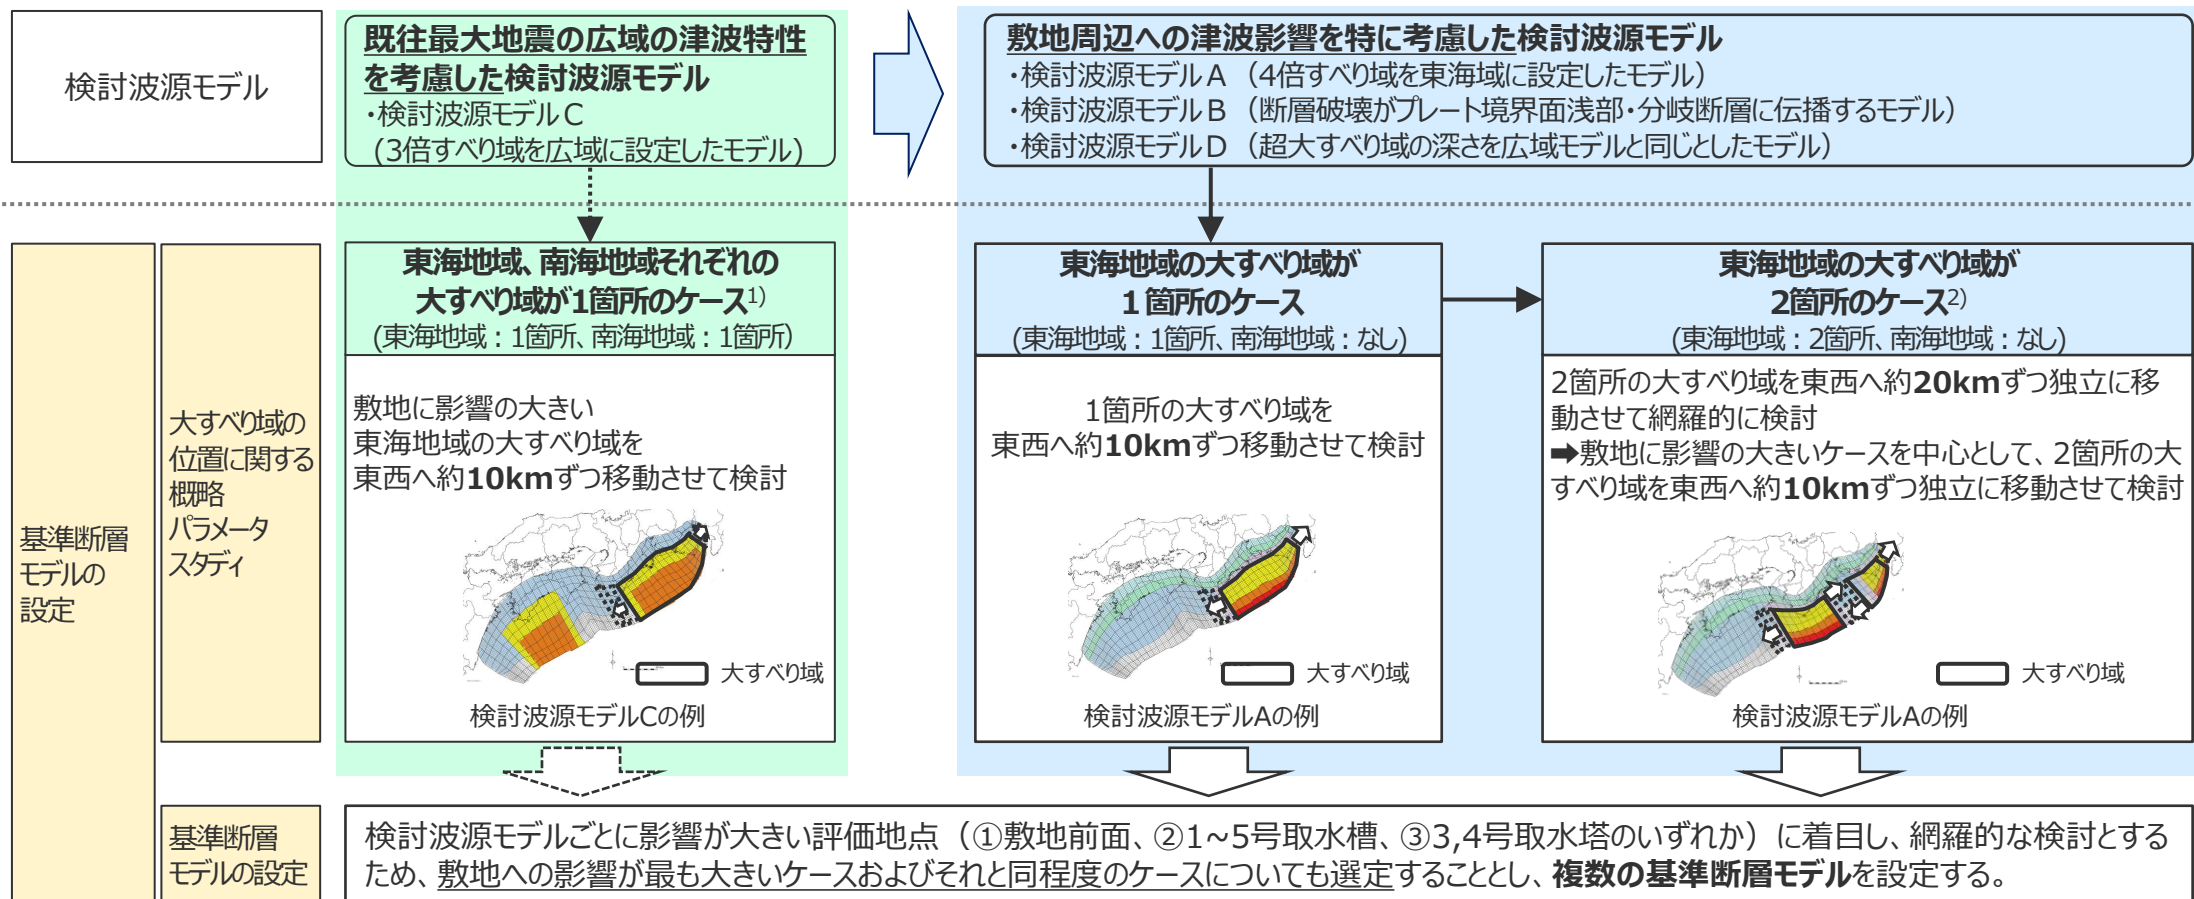 検討波源モデル
既往最大地震の広域の津波特性
を考慮した検討波源モデル
・検討波源モデルC
(3倍すべり域を広域に設定したモデル)
敷地周辺への津波影響を特に考慮した検討波源モデル
・検討波源モデルA （4倍すべり域を東海域に設定したモデル）
・検討波源モデルB （断層破壊がプレート境界面浅部・分岐断層に伝播するモデル）
・検討波源モデルD （超大すべり域の深さを広域モデルと同じとしたモデル）
基準断層
モデルの
設定
大すべり域の
位置に関する
概略
パラメータ
スタディ
東海地域、南海地域それぞれの
大すべり域が1箇所のケース1)
(東海地域：1箇所、南海地域：1箇所)
敷地に影響の大きい
東海地域の大すべり域を
東西へ約10kmずつ移動させて検討
大すべり域
検討波源モデルCの例
東海地域の大すべり域が
1箇所のケース
(東海地域：1箇所、南海地域：なし)
1箇所の大すべり域を
東西へ約10kmずつ移動させて検討
大すべり域
検討波源モデルAの例
東海地域の大すべり域が
2箇所のケース2)
(東海地域：2箇所、南海地域：なし)
2箇所の大すべり域を東西へ約20kmずつ独立に移
動させて網羅的に検討
➡敷地に影響の大きいケースを中心として、2箇所の大
すべり域を東西へ約10kmずつ独立に移動させて検討
大すべり域
検討波源モデルAの例
基準断層
モデルの設定
検討波源モデルごとに影響が大きい評価地点（①敷地前面、②1~5号取水槽、③3,4号取水塔のいずれか）に着目し、網羅的な検討とする
ため、敷地への影響が最も大きいケースおよびそれと同程度のケースについても選定することとし、複数の基準断層モデルを設定する。